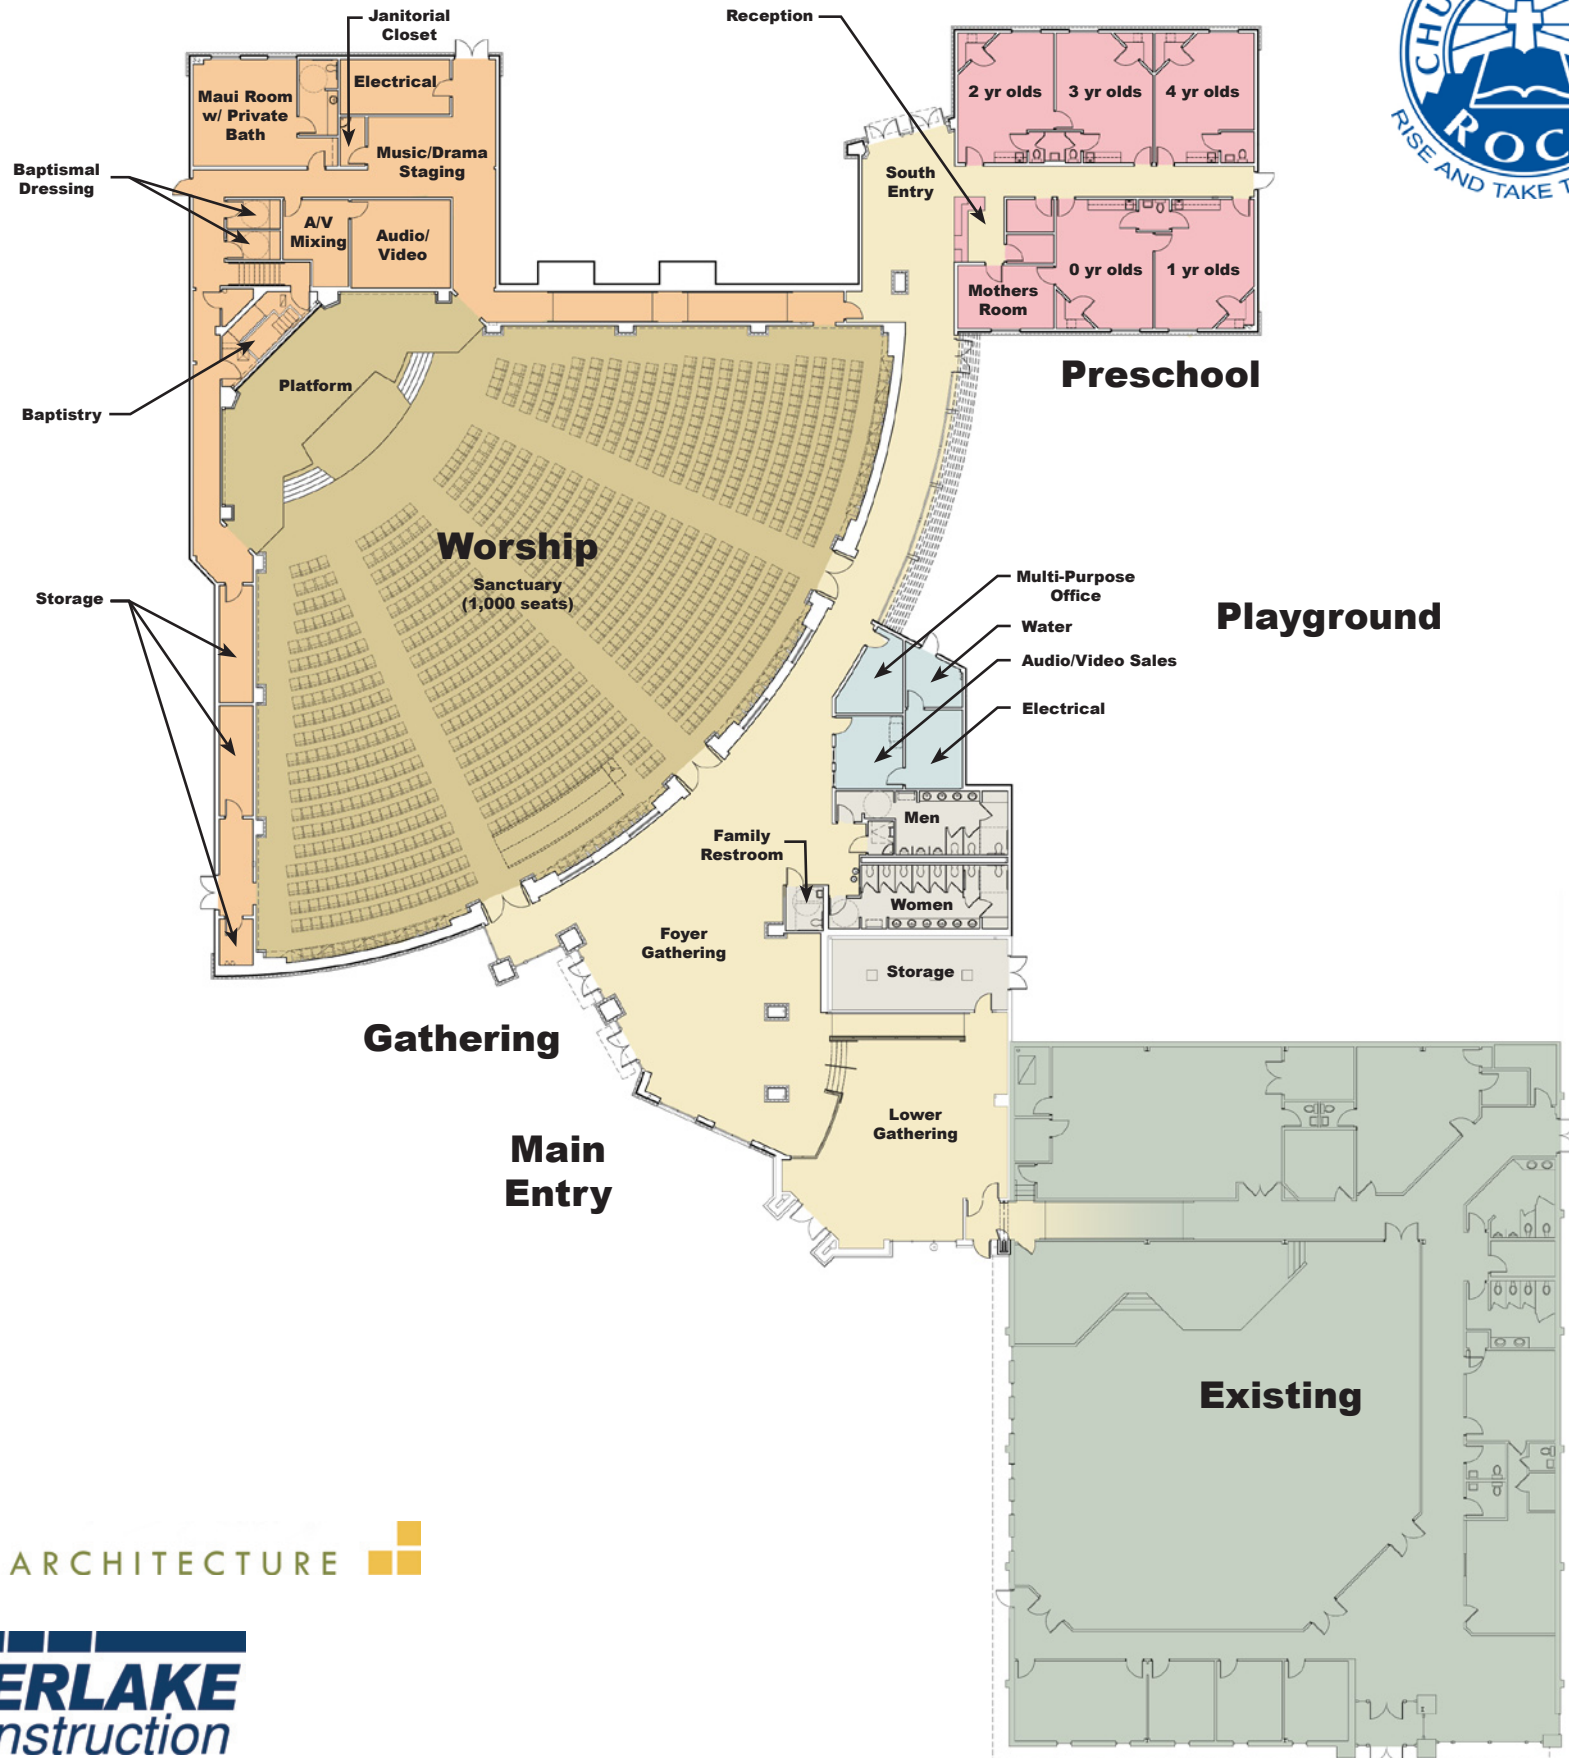 Janitorial
Closet
Reception
Electrical
Maui Room
w/ Private
Bath
2 yr olds
3 yr olds
4 yr olds
ROC
RISE AND TAKE T
Music/Drama
Staging
Baptismal
Dressing
South
Entry
A/V
Mixing
Audio/
Video
0 yr olds
1 yr olds
Mothers
Room
Preschool
Platform
Baptistry
Worship
Sanctuary
(1,000 seats)
Storage
Multi-Purpose
Office
Water
Audio/Video Sales
Electrical
Playground
Men
Family
Restroom
Women
Foyer
Gathering
Storage
Gathering
Lower
Gathering
Main
Entry
Existing
ARCHITECTURE
ERLAKE
nstruction